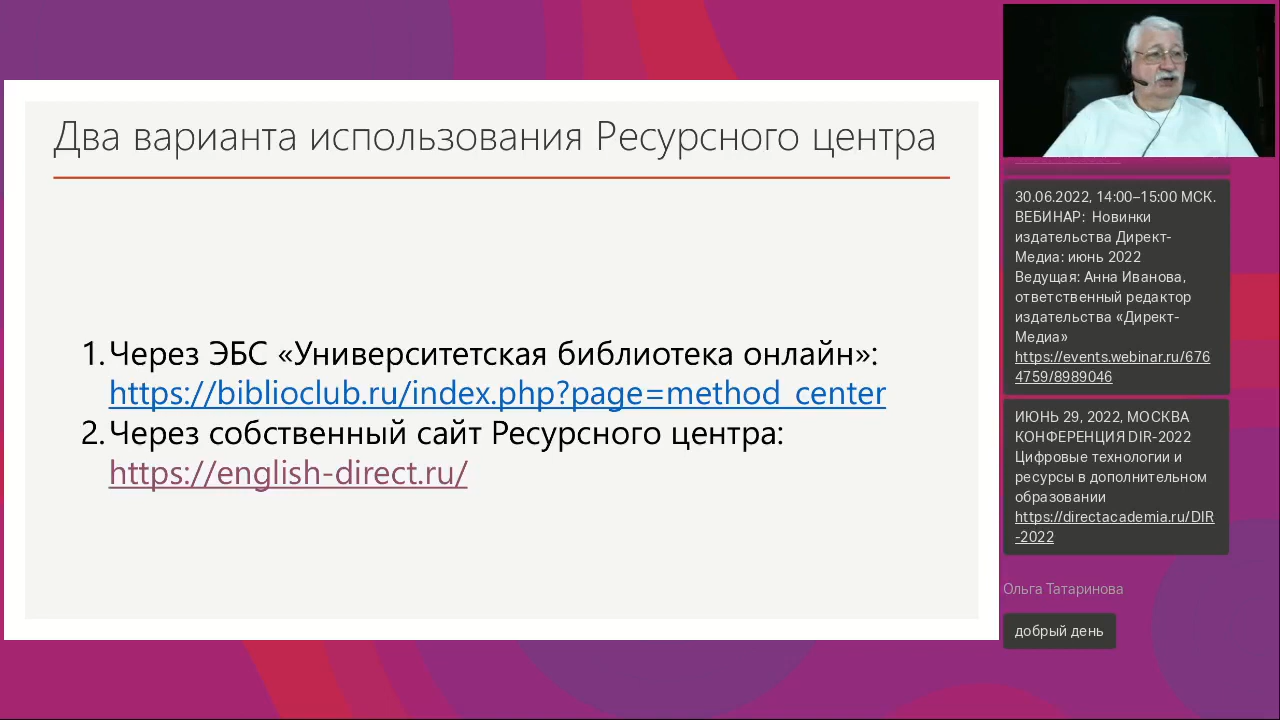 Два варианта использования Ресурсного центра
1. Через ЭБС «Университетская библиотека онлайн»:
https://biblioclub.ru/index.php?page=method_center
2. Через собственный сайт Ресурсного центра:
https://english-direct.ru/
30.06.2022, 14:00–15:00 МСК.
ВЕБИНАР: Новинки
издательства Директ-
Медиа: июнь 2022
Ведущая: Анна Иванова,
ответственный редактор
издательства «Директ-
Медиа»
https://events.webinar.ru/676
4759/8989046
ИЮНЬ 29, 2022, МОСКВА
КОНФЕРЕНЦИЯ DIR-2022
Цифровые технологии и
ресурсы в дополнительном
образовании
https://directacademia.ru/DIR
-2022
Ольга Татаринова
добрый день